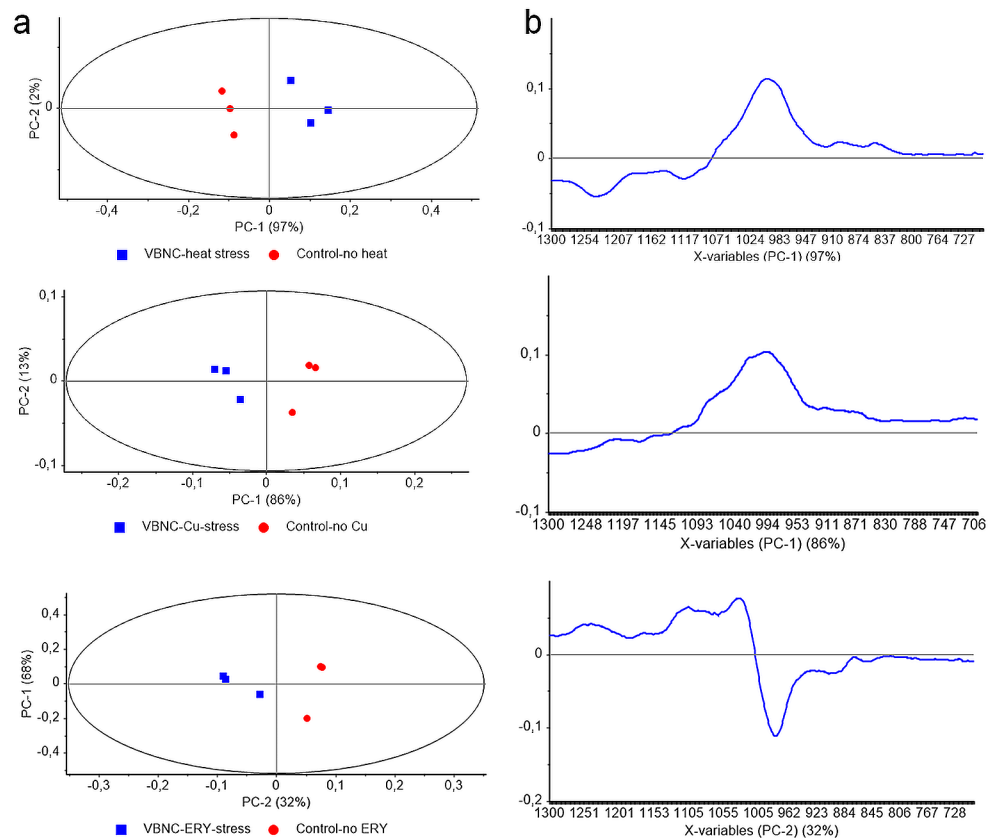 a
b
PC-2 (2%)
0
-0,4
-0,2
0
0,2
0,4
PC-1 (97%)
VBNC-heat stress
Control-no heat
0,1
0
-0,1
1300 1254 1207 1162 1117 1071 1024 983 947 910 874 837 800 764 727
X-variables (PC-1) (97%)
PC-2 (13%)
0,1
0
-0,1
-0,2
-0,1
0
0,1
0,2
PC-1 (86%)
VBNC-Cu-stress
Control-no Cu
0,1
0
-0,1
1300 1248 1197 1145 1093 1040 994 953 911 871 830 788 747 706
X-variables (PC-1) (86%)
PC-1 (68%)
0,4
0,2
0
-0,2
-0,4
-0,3
-0,2
-0,1
0
0,1
0,2
0,3
PC-2 (32%)
VBNC-ERY-stress
Control-no ERY
0
-0,1
-0,2
1300 1251 1202 1153 1105 1055 1005 962 923 884 845 806 767 728
X-variables (PC-2) (32%)